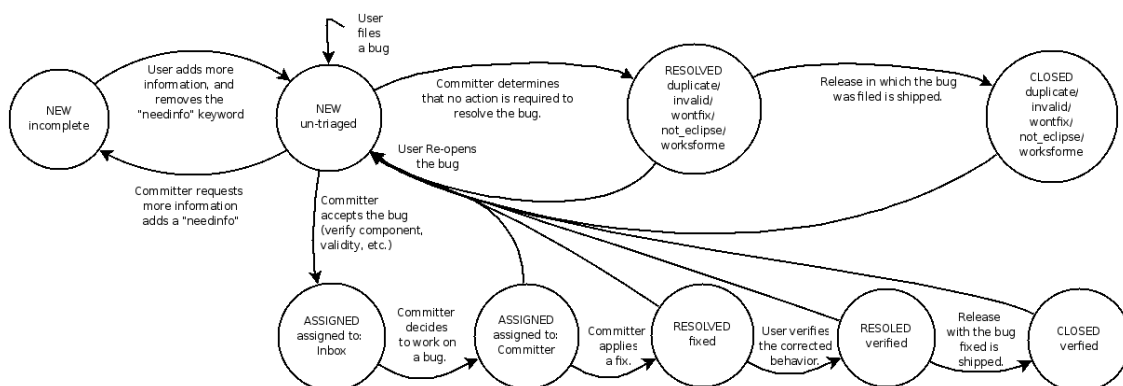 User
files
a bug
User adds more
information, and
removes the
"needinfo" keyword
NEW
incomplete
NEW
un-triaged
Committer determines
that no action is required to
resolve the bug.
RESOLVED
duplicate/
invalid/
wontfix/
not_eclipse/
worksforme
Release in which the bug
was filed is shipped.
CLOSED
duplicate/
invalid/
wontfix/
not_eclipse/
worksforme
User Re-opens
the bug
Committer requests
more information
adds a "needinfo"
Committer
accepts the bug
(verify component,
validity, etc.)
ASSIGNED
assigned to:
Inbox
Committer
decides
to work on
a bug.
ASSIGNED
assigned to:
Committer
Committer
applies
a fix.
RESOLVED
fixed
User verifies
the corrected
behavior.
RESOLED
verified
Release
with the bug
fixed is
is shipped.
CLOSED
verfied